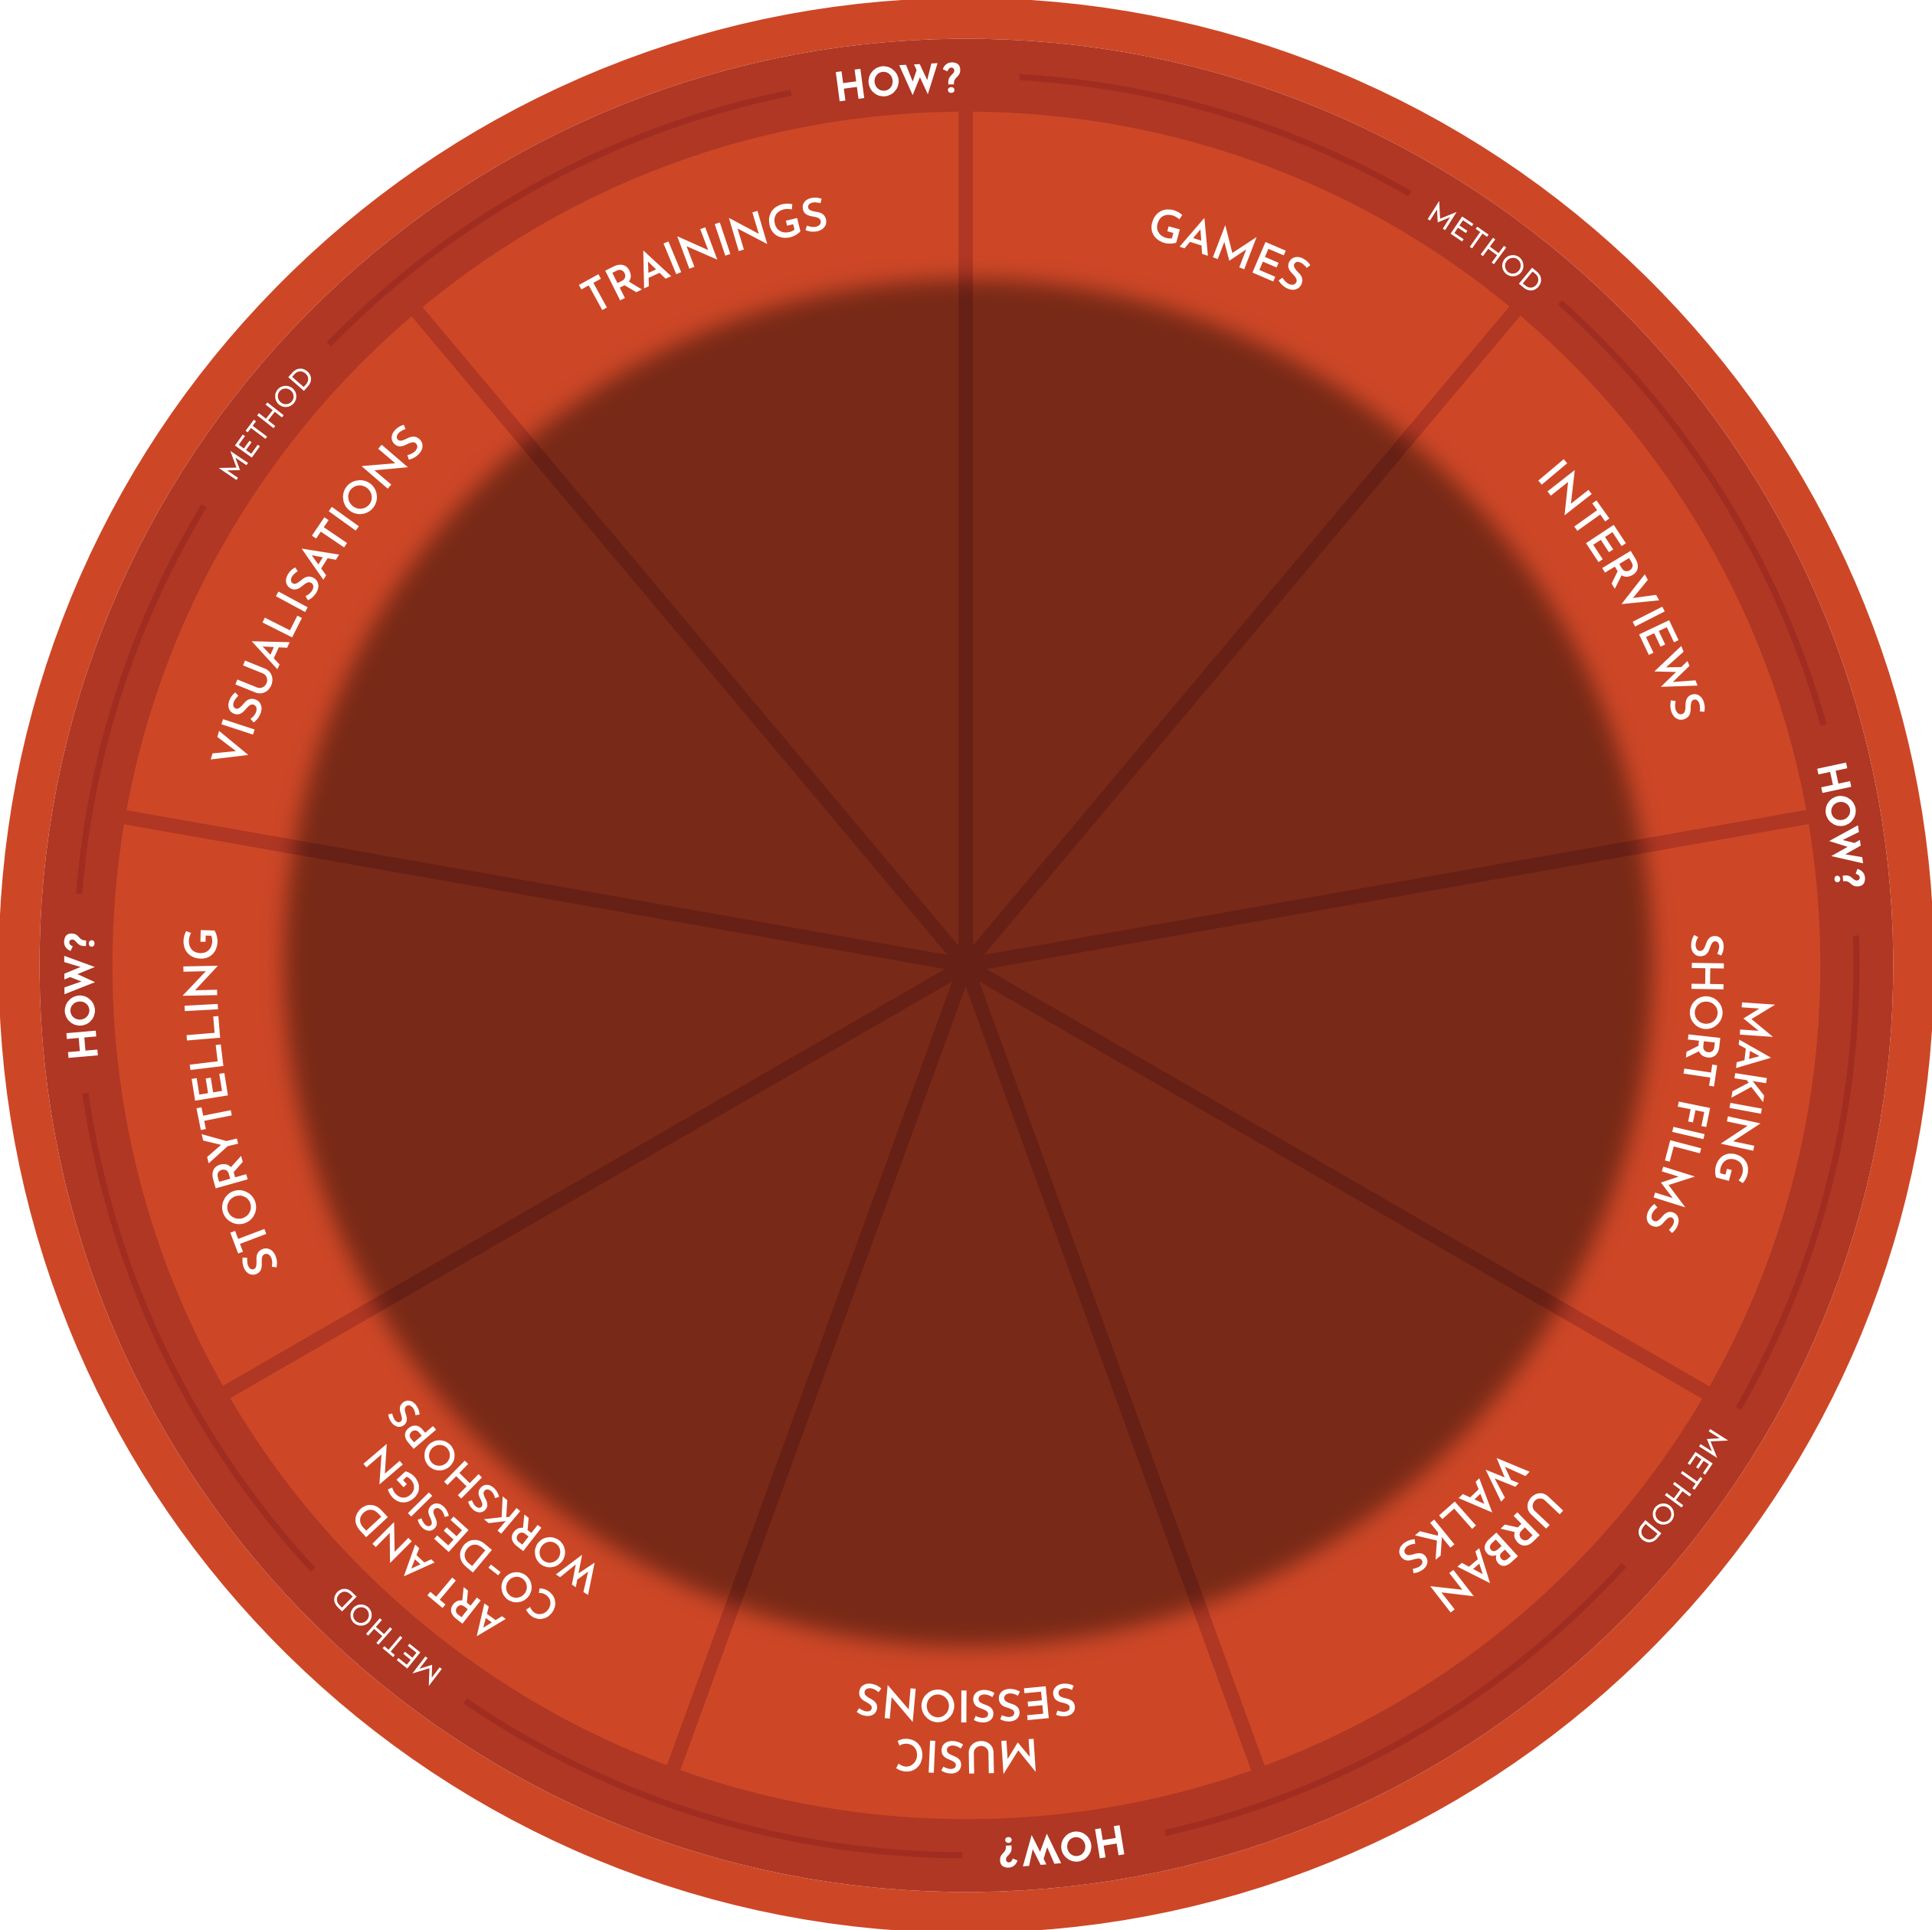 HOW?
METHOD
HOW?
METHOD
HOW?
METHOD
HOW?
METHOD
GAMES
INTERVIEWS
MAKING
SHORT FILMS
URBAN
WALKS
MUSIC
SESSIONS
ART AND
CO-DESIGN
WORKSHOPS
STORYTELLING
VISUALISATIONS
TRAININGS